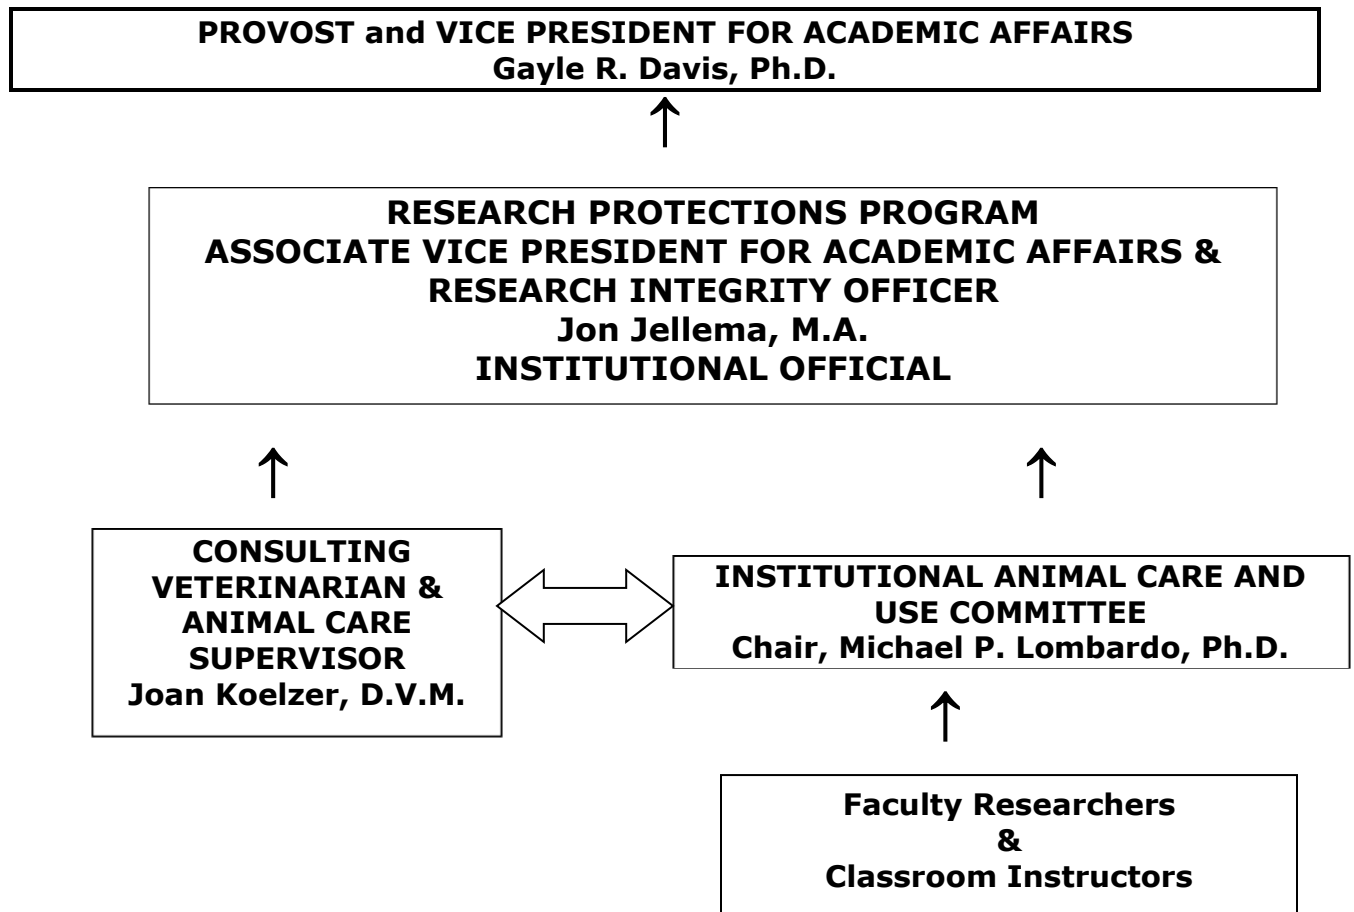 PROVOST and VICE PRESIDENT FOR ACADEMIC AFFAIRS
Gayle R. Davis, Ph.D.
RESEARCH PROTECTIONS PROGRAM
ASSOCIATE VICE PRESIDENT FOR ACADEMIC AFFAIRS &
RESEARCH INTEGRITY OFFICER
Jon Jellema, M.A.
INSTITUTIONAL OFFICIAL
CONSULTING
VETERINARIAN &
ANIMAL CARE
SUPERVISOR
Joan Koelzer, D.V.M.
INSTITUTIONAL ANIMAL CARE AND
USE COMMITTEE
Chair, Michael P. Lombardo, Ph.D.
Faculty Researchers
&
Classroom Instructors